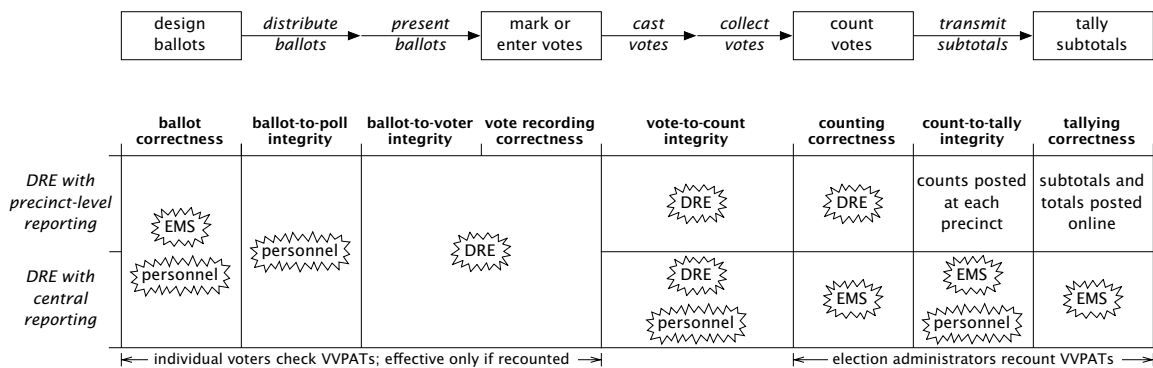 design
ballots
distribute
ballots
present
ballots
mark or
enter votes
cast
votes
collect
votes
count
votes
transmit
subtotals
tally
subtotals
ballot
correctness
ballot-to-poll
integrity
ballot-to-voter
integrity
vote recording
correctness
vote-to-count
integrity
counting
correctness
count-to-tally
integrity
tallying
correctness
DRE with
precinct-level
reporting
EMS
personnel
personnel
DRE
DRE
DRE
counts posted
at each
precinct
subtotals and
totals posted
online
DRE with
central
reporting
DRE
personnel
EMS
EMS
personnel
EMS
individual voters check VVPATs; effective only if recounted
election administrators recount VVPATs